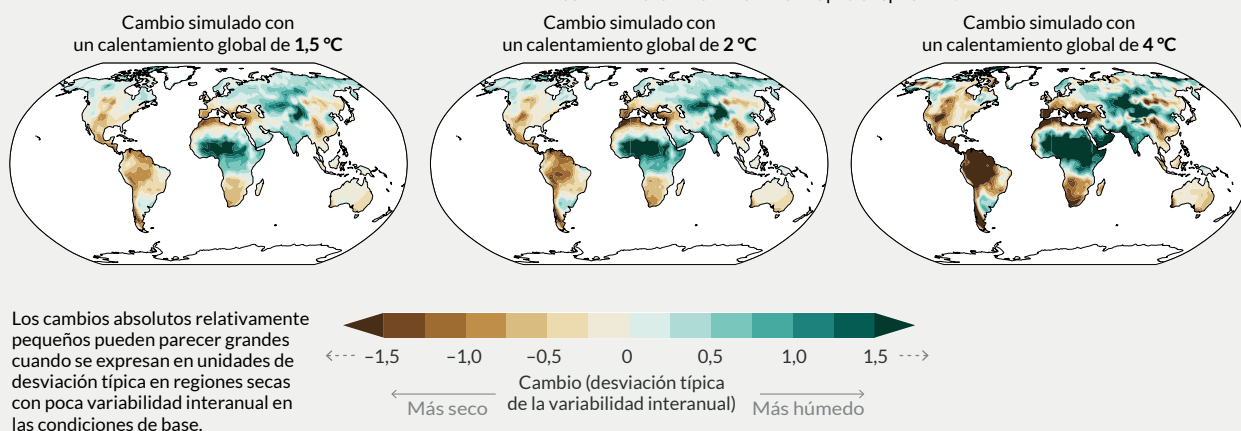 Cambio simulado con
un calentamiento global de 1,5 °C
Cambio simulado con
un calentamiento global de 2 °C
Cambio simulado con
un calentamiento global de 4 °C
Los cambios absolutos relativamente
pequeños pueden parecer grandes
cuando se expresan en unidades de
desviación típica en regiones secas
con poca variabilidad interanual en
las condiciones de base.
–1,5 –1,0 –0,5 0 0,5 1,0 1,5
Cambio (desviación típica
de la variabilidad interanual)
Más seco
Más húmedo